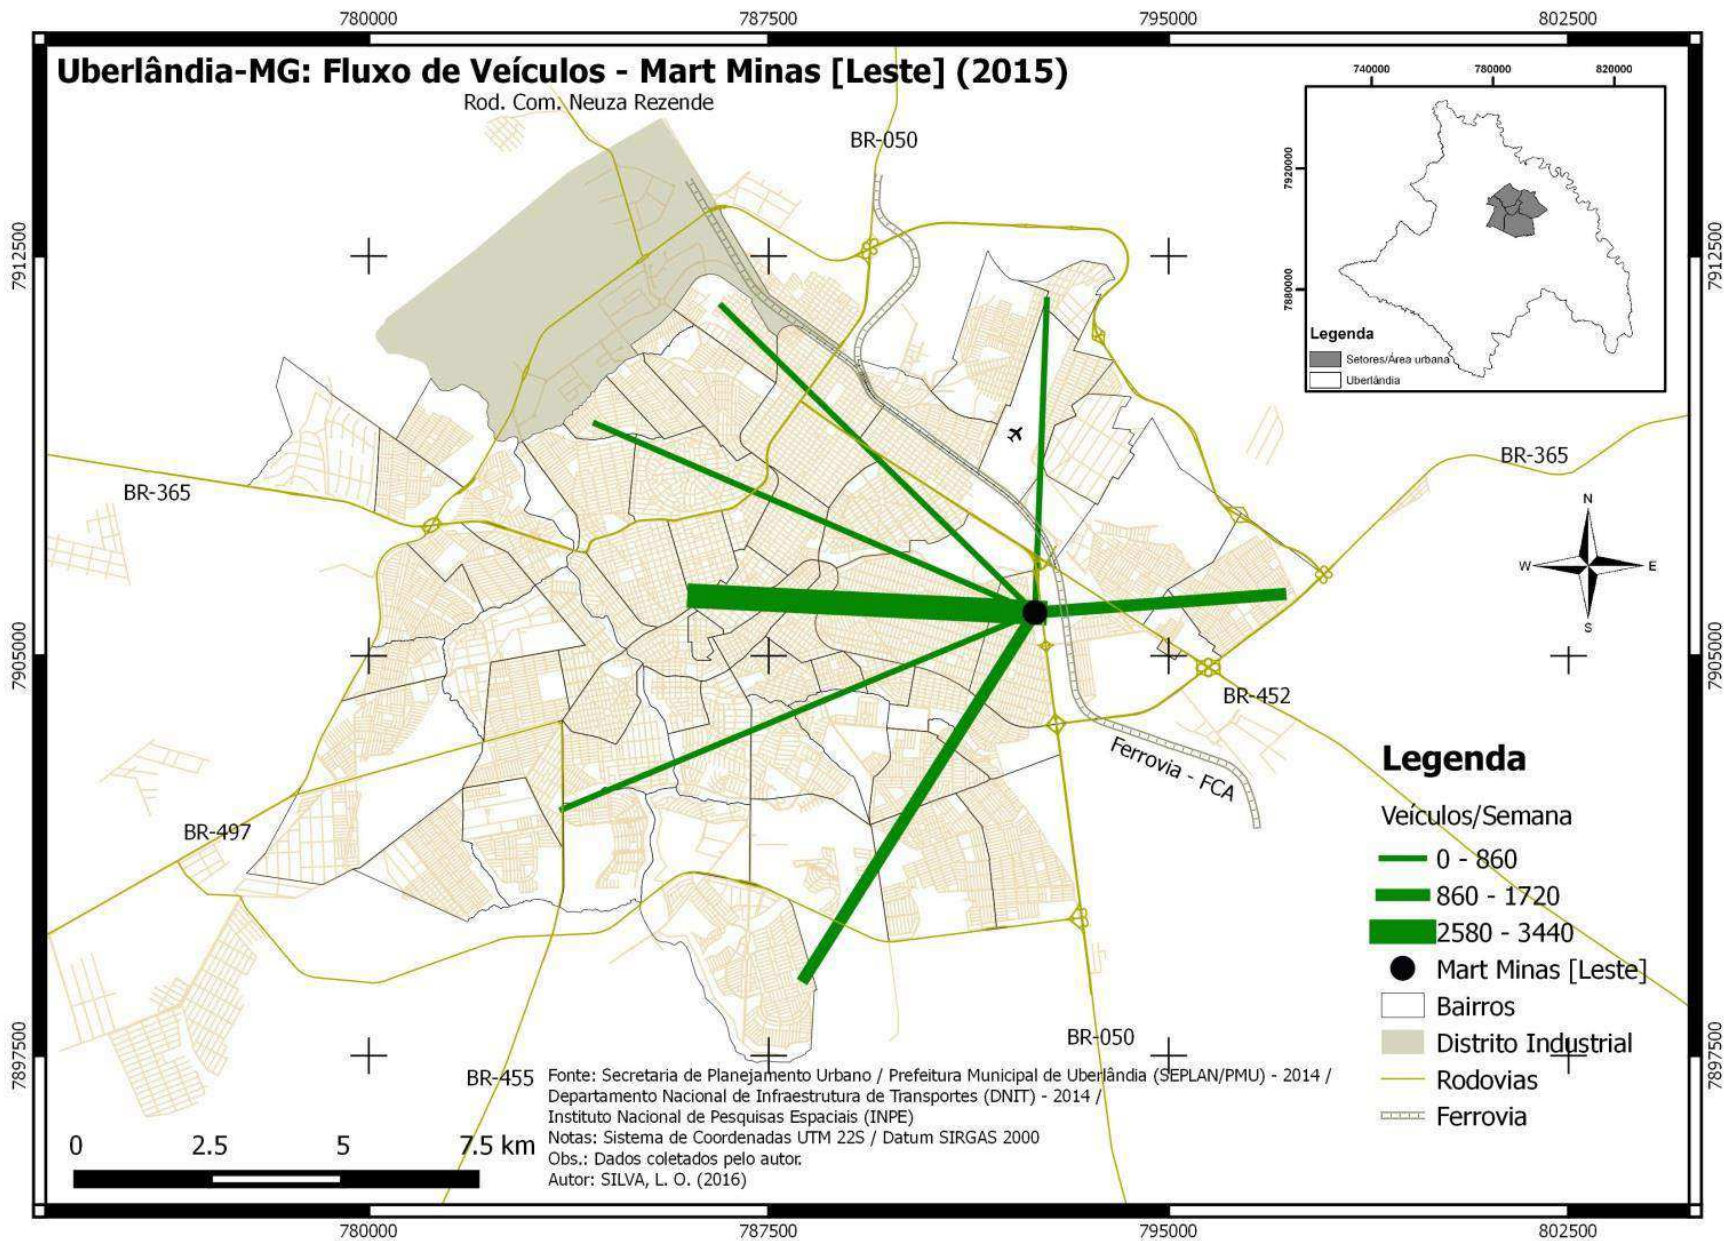 780000
787500
795000
802500
Uberlândia-MG: Fluxo de Veículos - Mart Minas [Leste] (2015)
Rod. Com. Neuza Rezende
BR-050
740000
780000
820000
7920000
7880000
Legenda
Setores/Área urbana
Uberlândia
7912500
7912500
BR-365
BR-365
N
W
E
S
7905000
7905000
BR-452
Ferrovia - FCA
BR-497
Legenda
Veículos/Semana
0 - 860
860 - 1720
2580 - 3440
Mart Minas [Leste]
Bairros
Distrito Industrial
Rodovias
Ferrovia
7897500
7897500
BR-050
BR-455
Fonte: Secretaria de Planejamento Urbano / Prefeitura Municipal de Uberlândia (SEPLAN/PMU) - 2014 /
Departamento Nacional de Infraestrutura de Transportes (DNIT) - 2014 /
Instituto Nacional de Pesquisas Espaciais (INPE)
Notas: Sistema de Coordenadas UTM 22S / Datum SIRGAS 2000
Obs.: Dados coletados pelo autor.
Autor: SILVA, L. O. (2016)
0 2.5 5 7.5 km
780000
787500
795000
802500